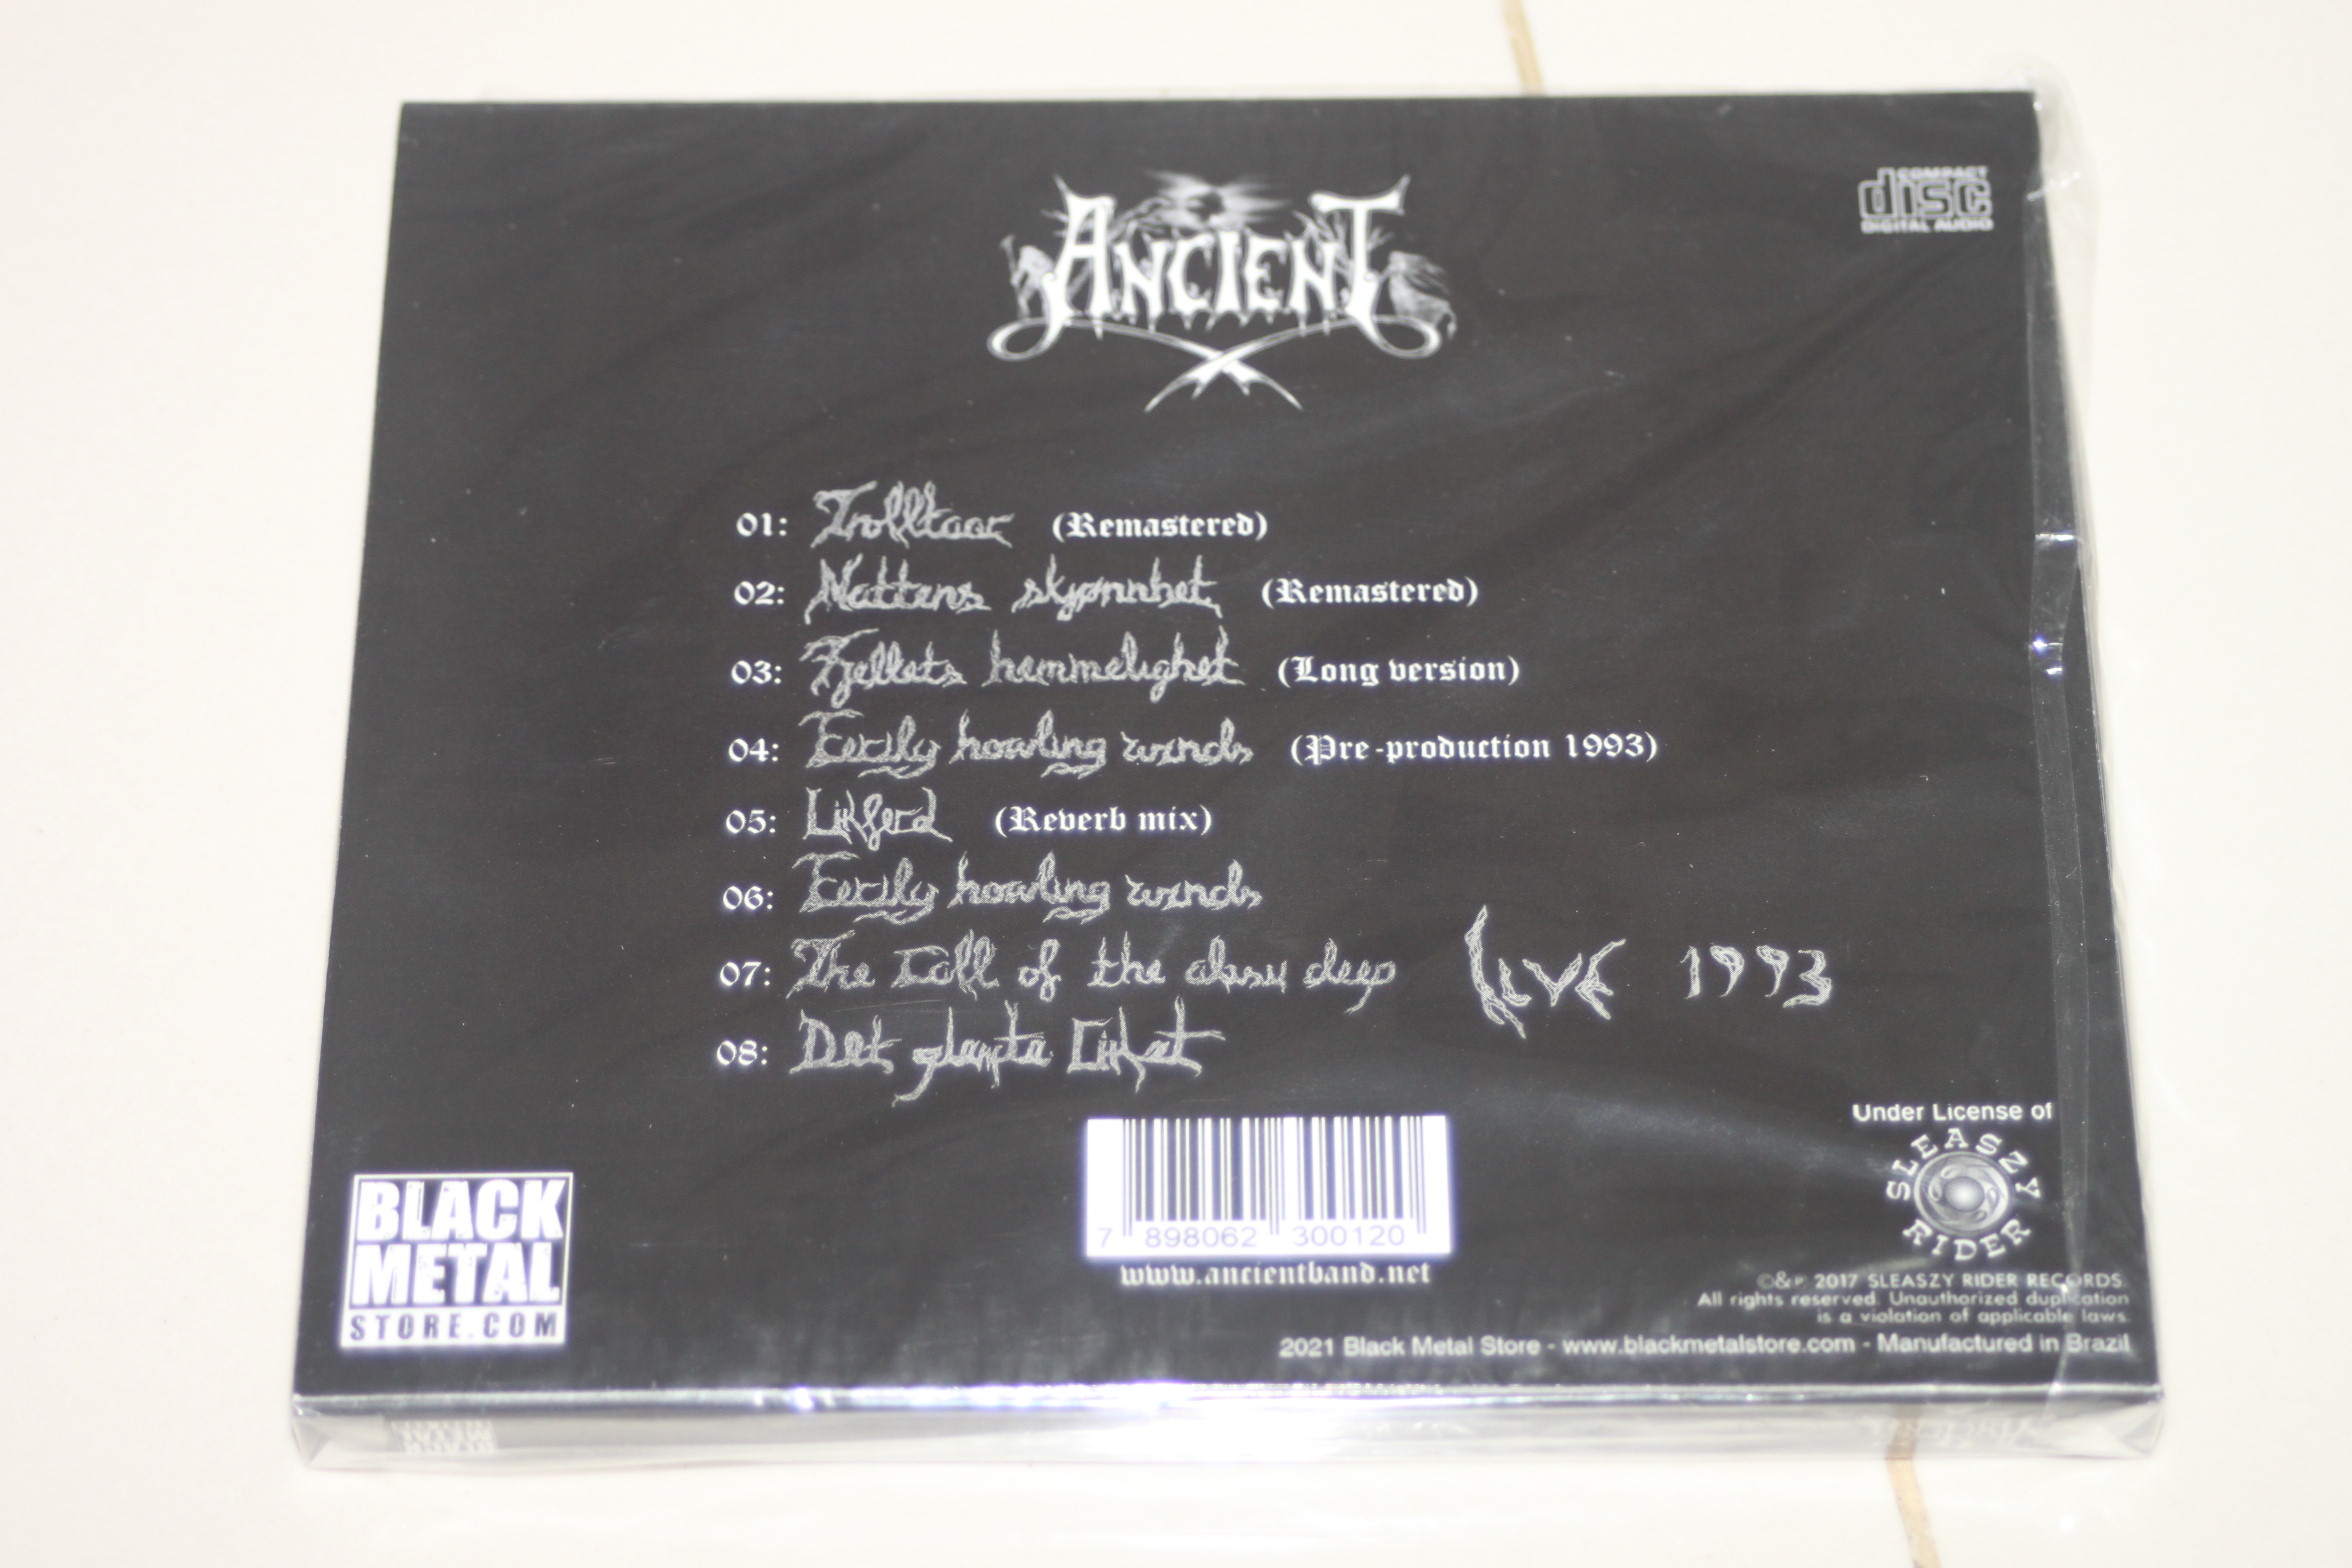 ANCIENT
COMPACT
disc
DIGITAL AUDIO
01: Trolltaar (Remastered)
02: Nattens skjønnhet (Remastered)
03: Fjellets hemmelighet (Long version)
04: Eerily howling winds (Pre-production 1993)
05: Likferd (Reverb mix)
06: Eerily howling winds
07: The Call of the absu deep
LIVE 1993
08: Det glemte Riket
Under License of
SLEASZY
RIDER
BLACK
METAL
STORE.COM
7 898062 300120
www.ancientband.net
©&℗ 2017 SLEASZY RIDER RECORDS.
All rights reserved. Unauthorized duplication
is a violation of applicable laws.
2021 Black Metal Store - www.blackmetalstore.com - Manufactured in Brazil